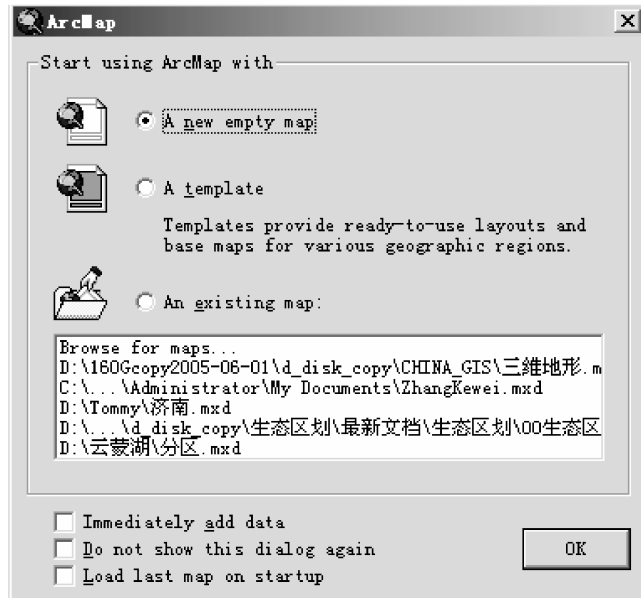 ArcMap
Start using ArcMap with
A new empty map
A template
Templates provide ready-to-use layouts and
base maps for various geographic regions.
An existing map:
Browse for maps...
D:\160Gcopy2005-06-01\d_disk_copy\CHINA_GIS\三维地形.m
C:\...\Administrator\My Documents\ZhangKewei.mxd
D:\Tommy\济南.mxd
D:\...\d_disk_copy\生态区划\最新文档\生态区划\00生态区
D:\云蒙湖\分区.mxd
Immediately add data
Do not show this dialog again
OK
Load last map on startup